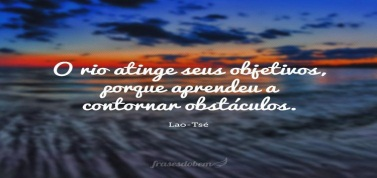 O rio atinge seus objetivos,
porque aprendeu a
contornar obstáculos.
Lao-Tsé
frasesdobem